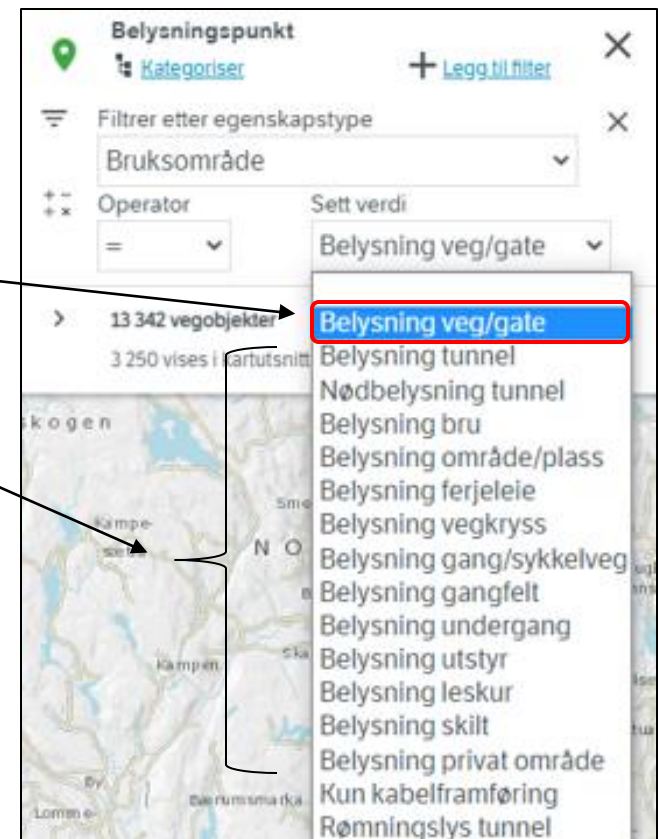 Belysningspunkt
Kategoriser
Legg til filter
Filtrer etter egenskapstype
Bruksområde
Operator
Sett verdi
=
Belysning veg/gate
13 342 vegobjekter
3 250 vises i kartutsnitt
Belysning veg/gate
Belysning tunnel
Nødbelysning tunnel
Belysning bru
Belysning område/plass
Belysning ferjeleie
Belysning vegkryss
Belysning gang/sykkelveg
Belysning gangfelt
Belysning undergang
Belysning utstyr
Belysning leskur
Belysning skilt
Belysning privat område
Kun kabelframføring
Rømningslys tunnel
skogen
Kampe-
N O
Kampen
Bærumsmarka